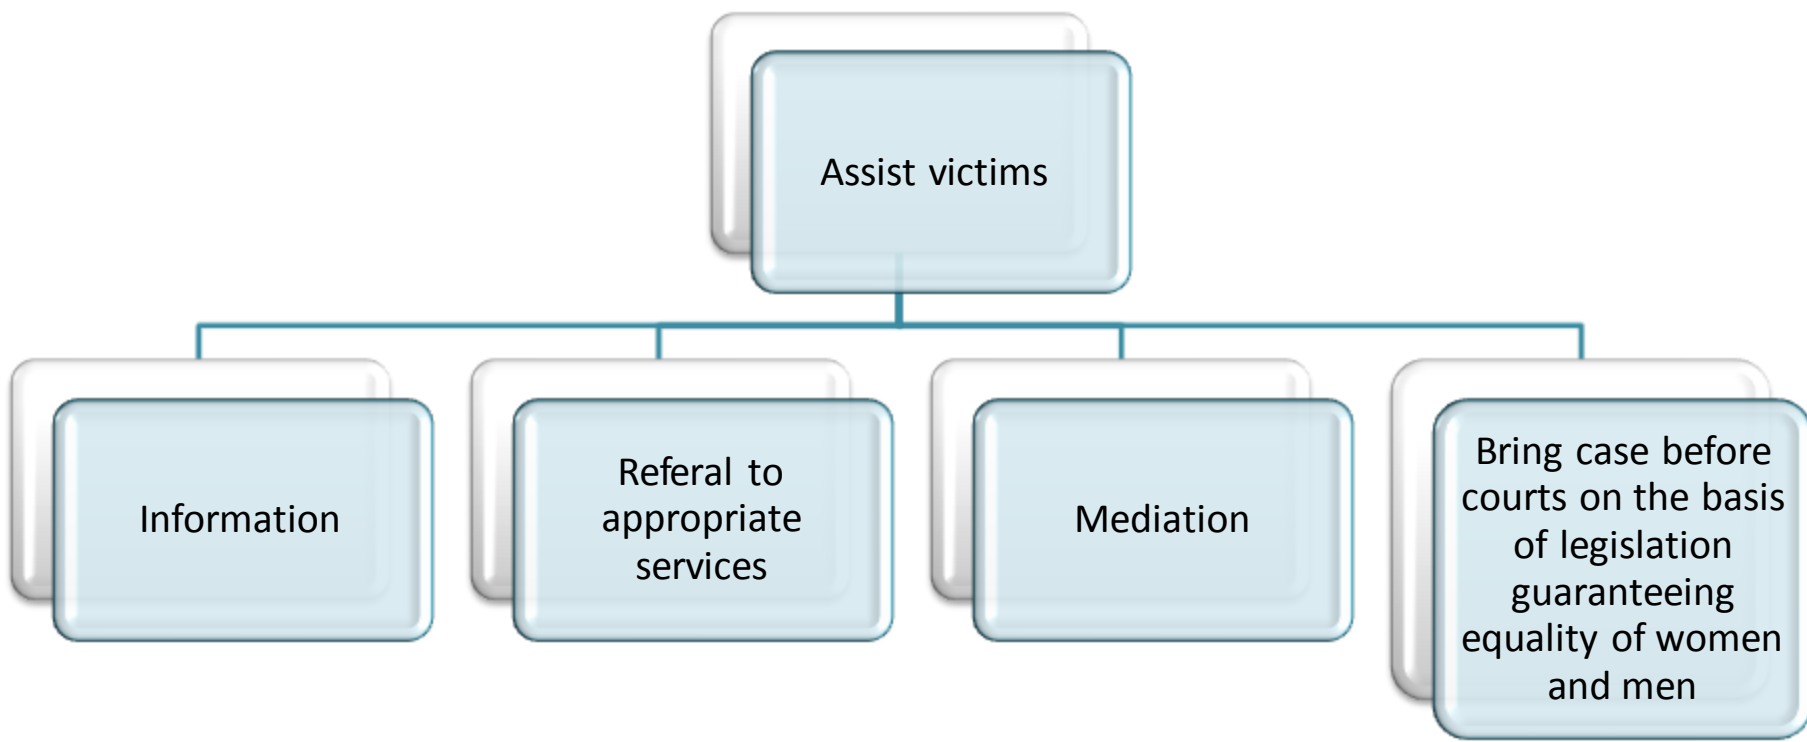 Assist victims
Information
Referal to
appropriate
services
Mediation
Bring case before
courts on the basis
of legislation
guaranteeing
equality of women
and men